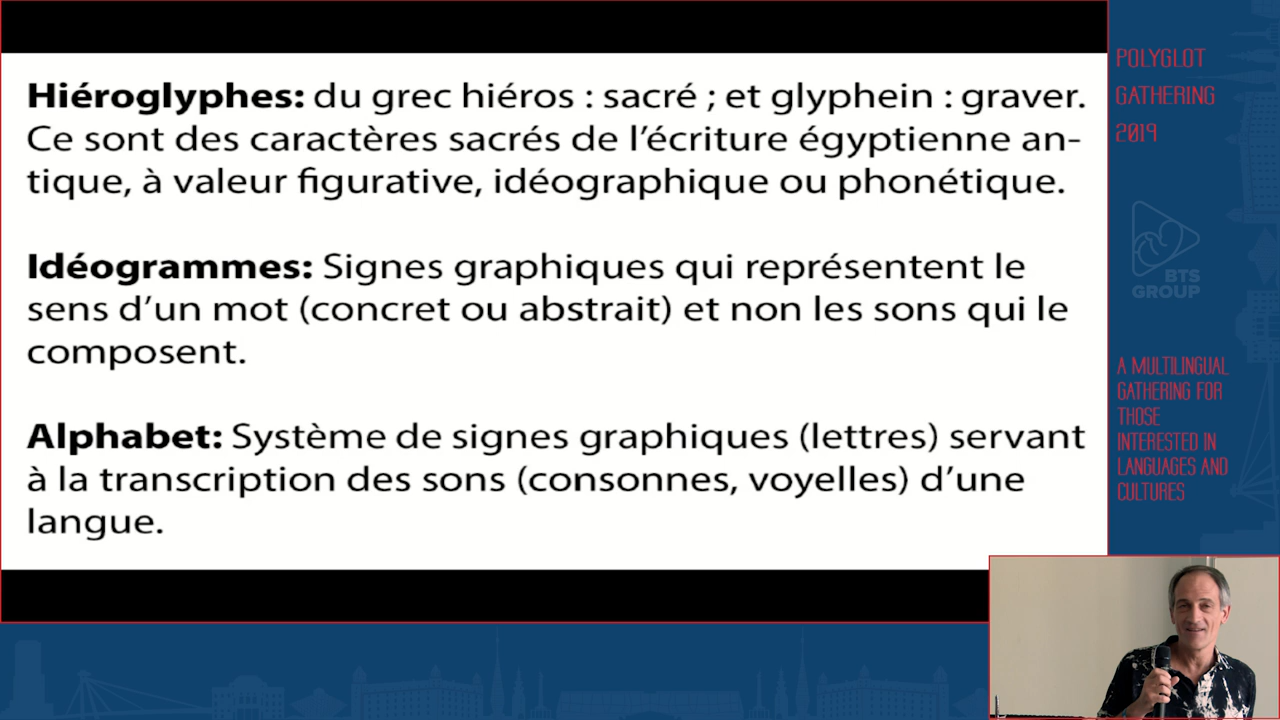 Hiéroglyphes: du grec hiéros : sacré ; et glyphein : graver.
Ce sont des caractères sacrés de l’écriture égyptienne an-
tique, à valeur figurative, idéographique ou phonétique.
Idéogrammes: Signes graphiques qui représentent le
sens d’un mot (concret ou abstrait) et non les sons qui le
composent.
Alphabet: Système de signes graphiques (lettres) servant
à la transcription des sons (consonnes, voyelles) d’une
langue.
POLYGLOT
GATHERING
2019
BTS
GROUP
A MULTILINGUAL
GATHERING FOR
THOSE
INTERESTED IN
LANGUAGES AND
CULTURES